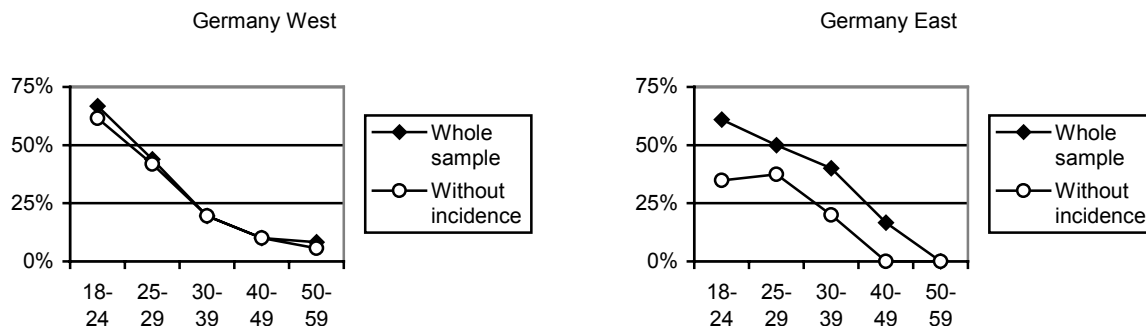 Germany West
75%
50%
25%
0%
18-
24
25-
29
30-
39
40-
49
50-
59
Whole
sample
Without
incidence
Germany East
75%
50%
25%
0%
18-
24
25-
29
30-
39
40-
49
50-
59
Whole
sample
Without
incidence